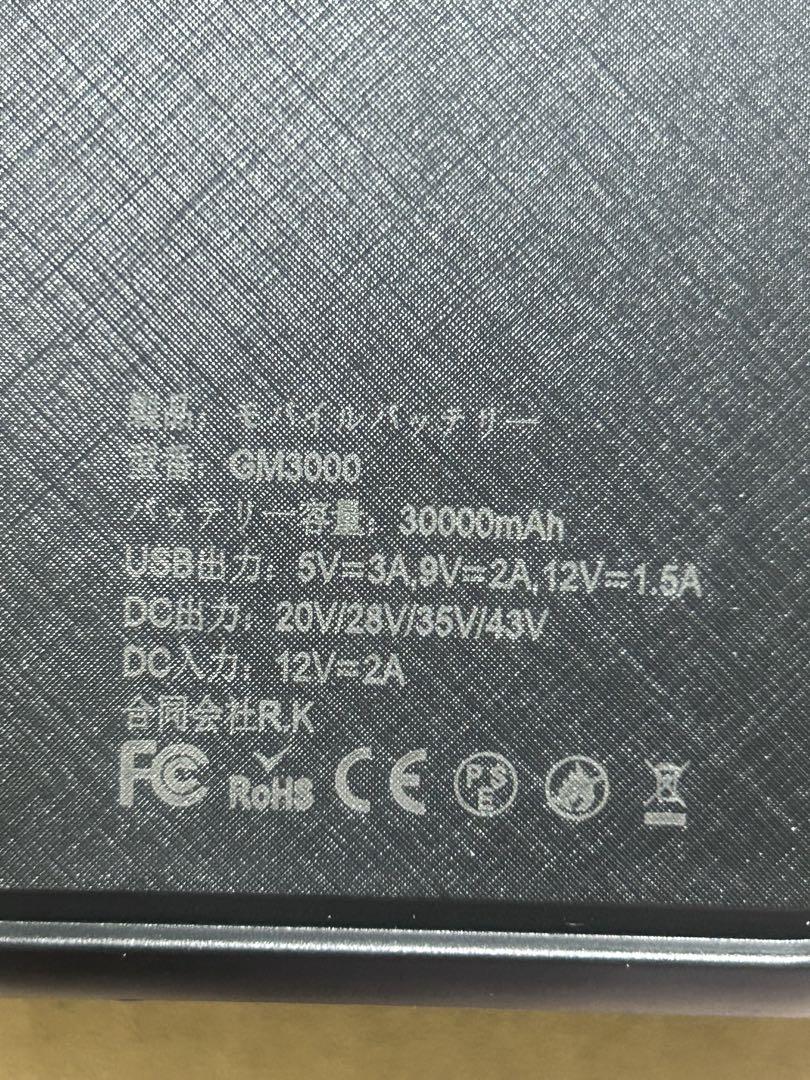 製品：モバイルバッテリー
型番：GM3000
バッテリー容量：30000mAh
USB出力：5V=3A,9V=2A,12V=1.5A
DC出力：20V/28V/35V/43V
DC入力：12V=2A
合同会社R.K
FC RoHS CE PSE